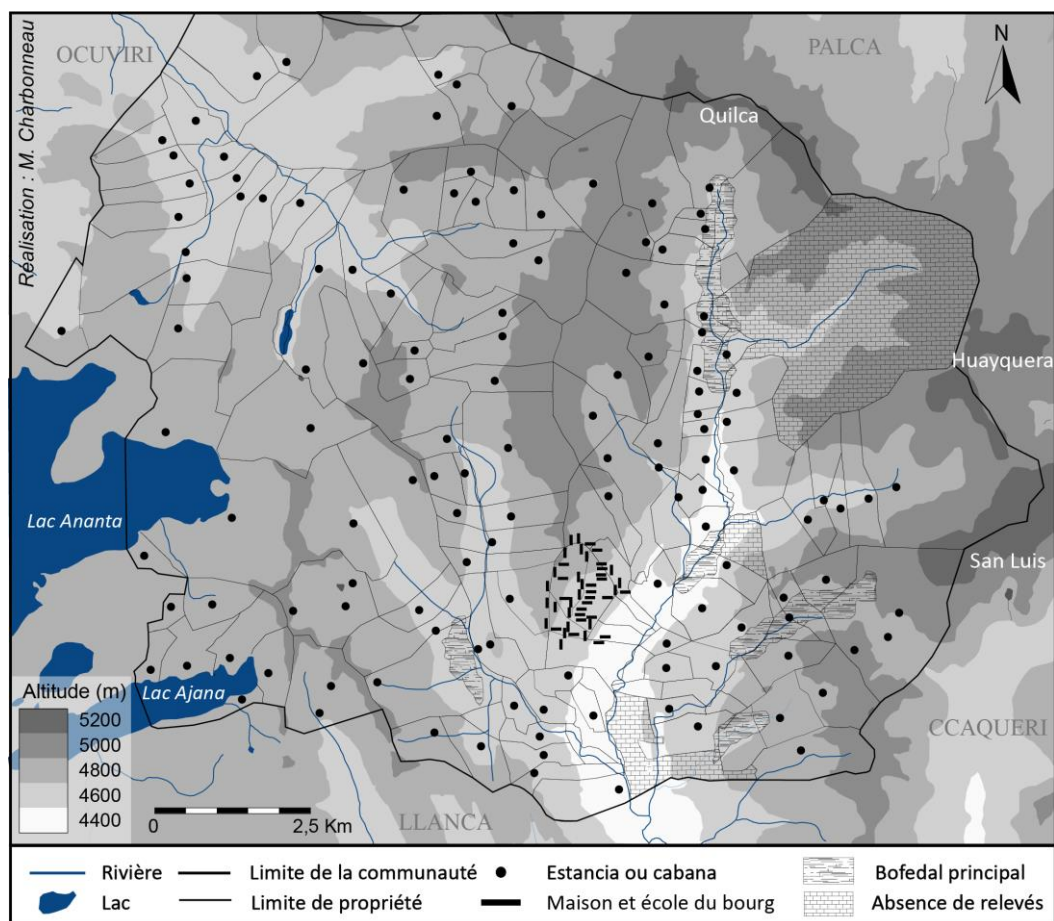 Réalisation : M. Charbonneau
OCUVIRI
PALCA
N
Quilca
Huayquera
Lac Ananta
San Luis
Lac Ajana
Altitude (m)
5200
5000
4800
4600
4400
CCAQUERI
0 2,5 Km
LLANCA
Rivière
Limite de la communauté
Estancia ou cabana
Bofedal principal
Lac
Limite de propriété
Maison et école du bourg
Absence de relevés